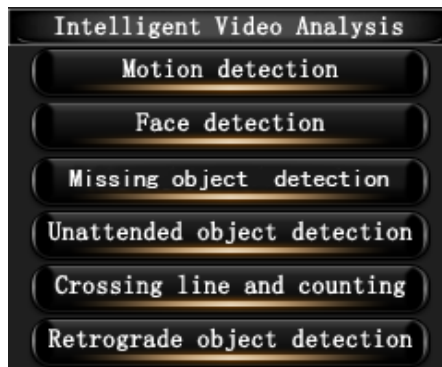 Intelligent Video Analysis
Motion detection
Face detection
Missing object detection
Unattended object detection
Crossing line and counting
Retrograde object detection